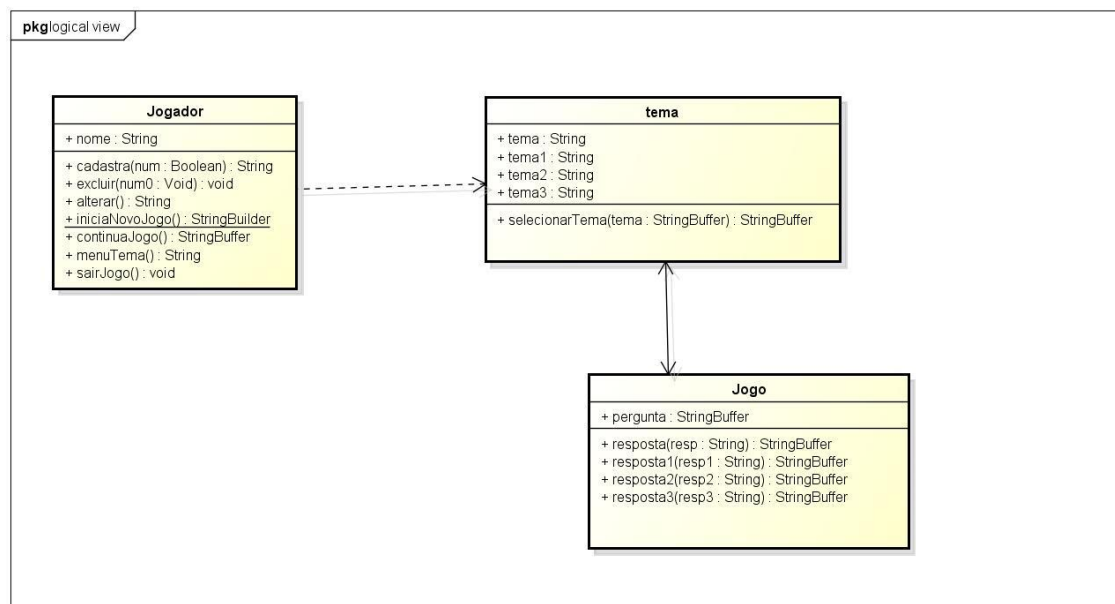 pkg logical view
Jogador
+ nome : String
+ cadastra(num : Boolean) : String
+ excluir(num0 : Void) : void
+ alterar() : String
+ iniciaNovoJogo() : StringBuilder
+ continuaJogo() : StringBuffer
+ menuTema() : String
+ sairJogo() : void
tema
+ tema : String
+ tema1 : String
+ tema2 : String
+ tema3 : String
+ selecionarTema(tema : StringBuffer) : StringBuffer
Jogo
+ pergunta : StringBuffer
+ resposta(resp : String) : StringBuffer
+ resposta1(resp1 : String) : StringBuffer
+ resposta2(resp2 : String) : StringBuffer
+ resposta3(resp3 : String) : StringBuffer